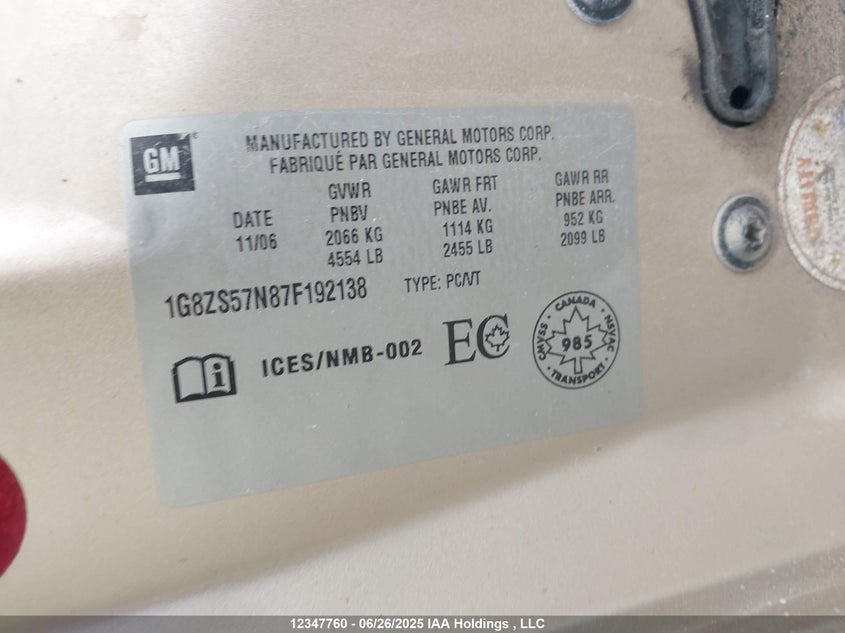 GM
MANUFACTURED BY GENERAL MOTORS CORP.
FABRIQUÉ PAR GENERAL MOTORS CORP.
DATE
11/06
GVWR
PNBV
2066 KG
4554 LB
GAWR FRT
PNBE AV.
1114 KG
2455 LB
GAWR RR
PNBE ARR.
952 KG
2099 LB
1G8ZS57N87F192138 TYPE: PC/VT
i ICES/NMB-002 EC
CANADA
CMVSS 985 NSVAC
TRANSPORT
12347760 - 06/26/2025 IAA Holdings , LLC